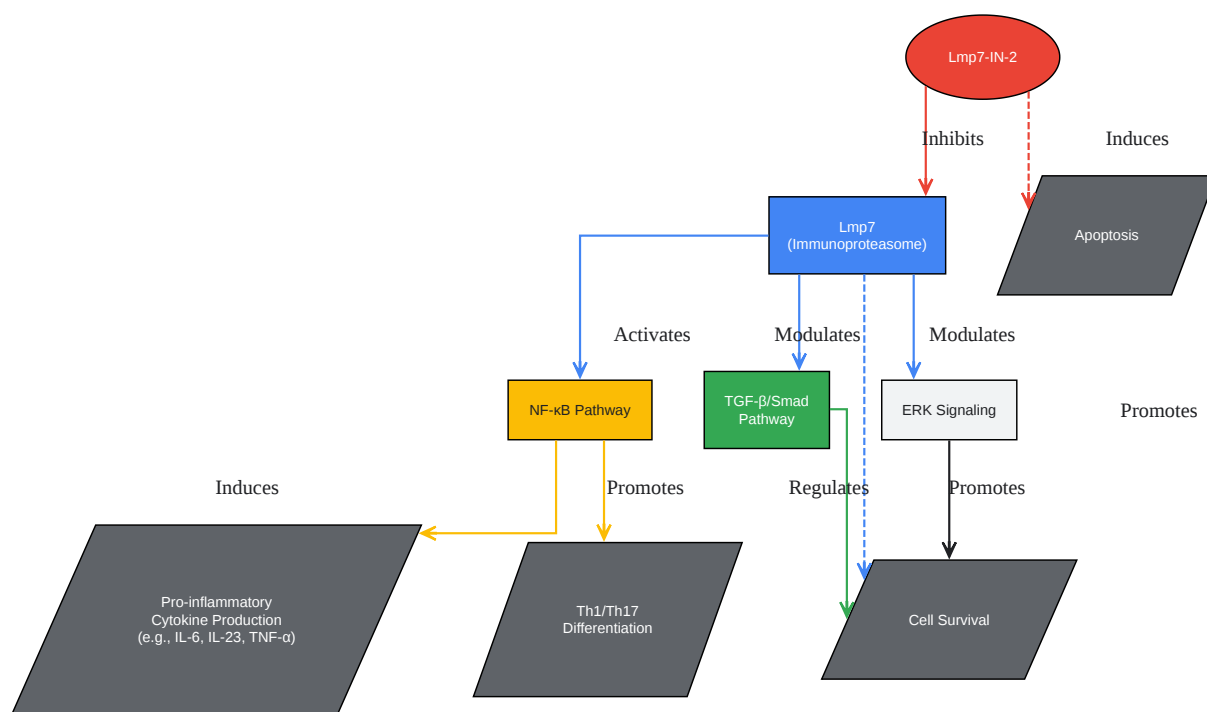 Lmp7-IN-2
Inhibits
Induces
Lmp7
(Immunoproteasome)
Apoptosis
Activates
Modulates
Modulates
NF-κB Pathway
TGF-β/Smad
Pathway
ERK Signaling
Promotes
Induces
Promotes
Regulates
Promotes
Pro-inflammatory
Cytokine Production
(e.g., IL-6, IL-23, TNF-α)
Th1/Th17
Differentiation
Cell Survival